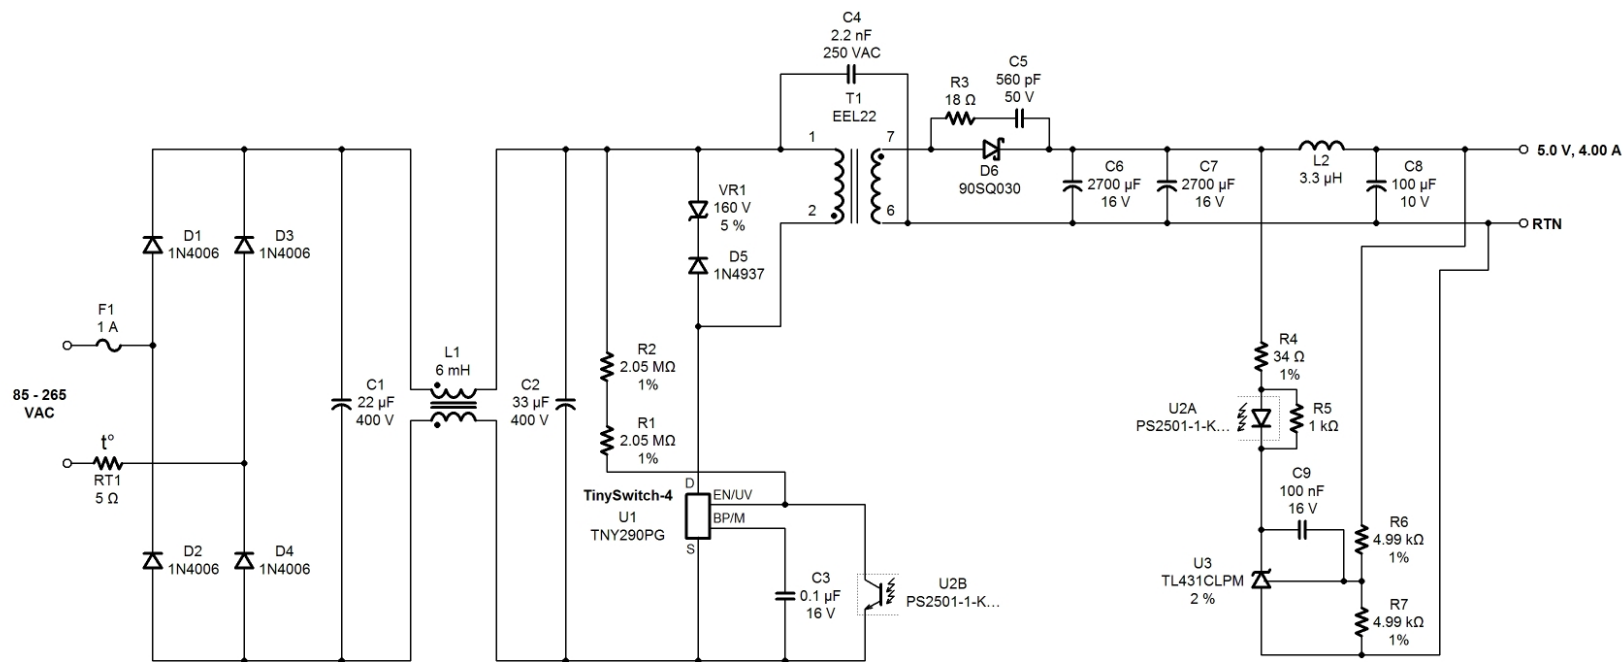 C4
2.2 nF
250 VAC
T1
EEL22
1
2
7
6
R3
18 Ω
C5
560 pF
50 V
D6
90SQ030
C6
2700 µF
16 V
C7
2700 µF
16 V
L2
3.3 µH
C8
100 µF
10 V
5.0 V, 4.00 A
RTN
VR1
160 V
5 %
D5
1N4937
D1
1N4006
D3
1N4006
F1
1 A
85 - 265
VAC
t°
RT1
5 Ω
D2
1N4006
D4
1N4006
C1
22 µF
400 V
L1
6 mH
C2
33 µF
400 V
R2
2.05 MΩ
1%
R1
2.05 MΩ
1%
TinySwitch-4
U1
TNY290PG
D
EN/UV
BP/M
S
C3
0.1 µF
16 V
U2B
PS2501-1-K...
R4
34 Ω
1%
U2A
PS2501-1-K...
R5
1 kΩ
C9
100 nF
16 V
R6
4.99 kΩ
1%
U3
TL431CLPM
2 %
R7
4.99 kΩ
1%